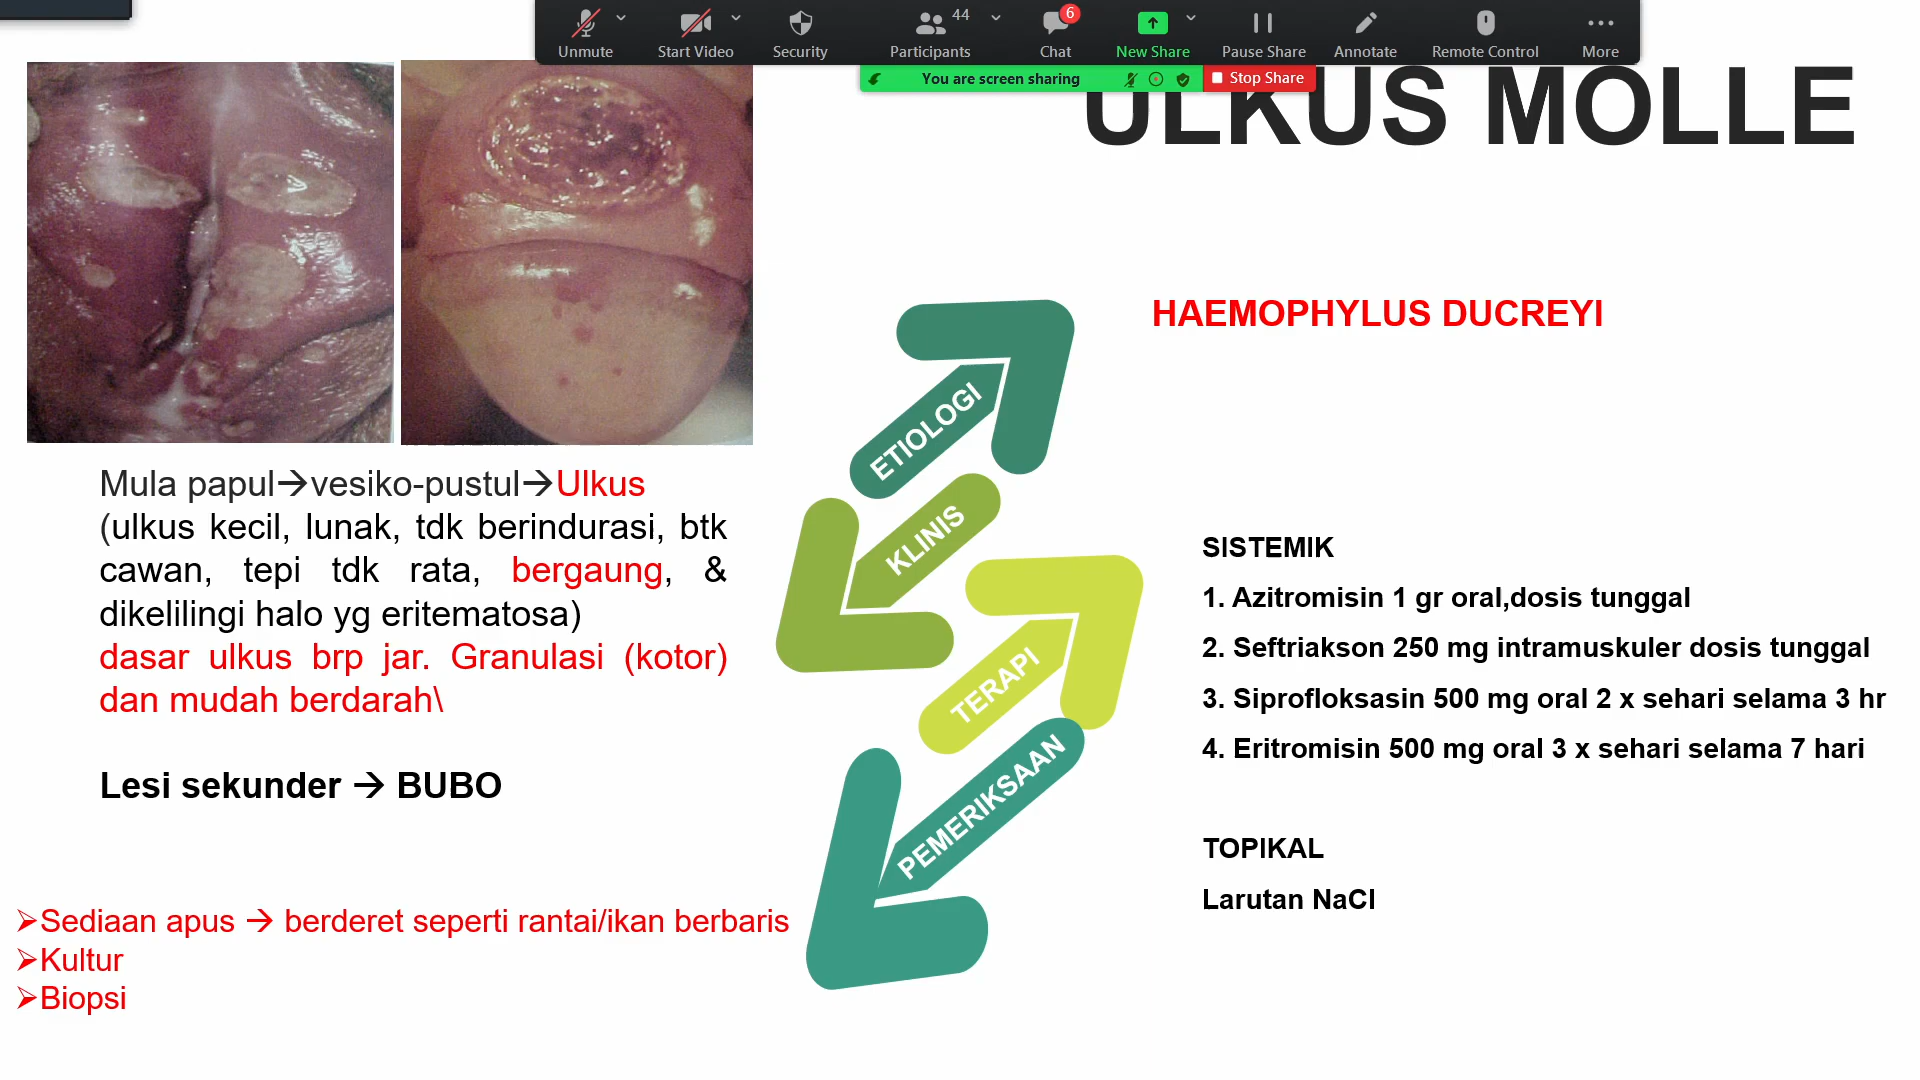 Unmute
Start Video
Security
Participants
44
Chat
6
New Share
Pause Share
Annotate
Remote Control
More
You are screen sharing
Stop Share
ULKUS MOLLE
HAEMOPHYLUS DUCREYI
ETIOLOGI
KLINIS
TERAPI
PEMERIKSAAN
Mula papul→vesiko-pustul→Ulkus
(ulkus kecil, lunak, tdk berindurasi, btk
cawan, tepi tdk rata, bergaung, &
dikelilingi halo yg eritematosa)
dasar ulkus brp jar. Granulasi (kotor)
dan mudah berdarah\
Lesi sekunder → BUBO
➢Sediaan apus → berderet seperti rantai/ikan berbaris
➢Kultur
➢Biopsi
SISTEMIK
1. Azitromisin 1 gr oral,dosis tunggal
2. Seftriakson 250 mg intramuskuler dosis tunggal
3. Siprofloksasin 500 mg oral 2 x sehari selama 3 hr
4. Eritromisin 500 mg oral 3 x sehari selama 7 hari
TOPIKAL
Larutan NaCl